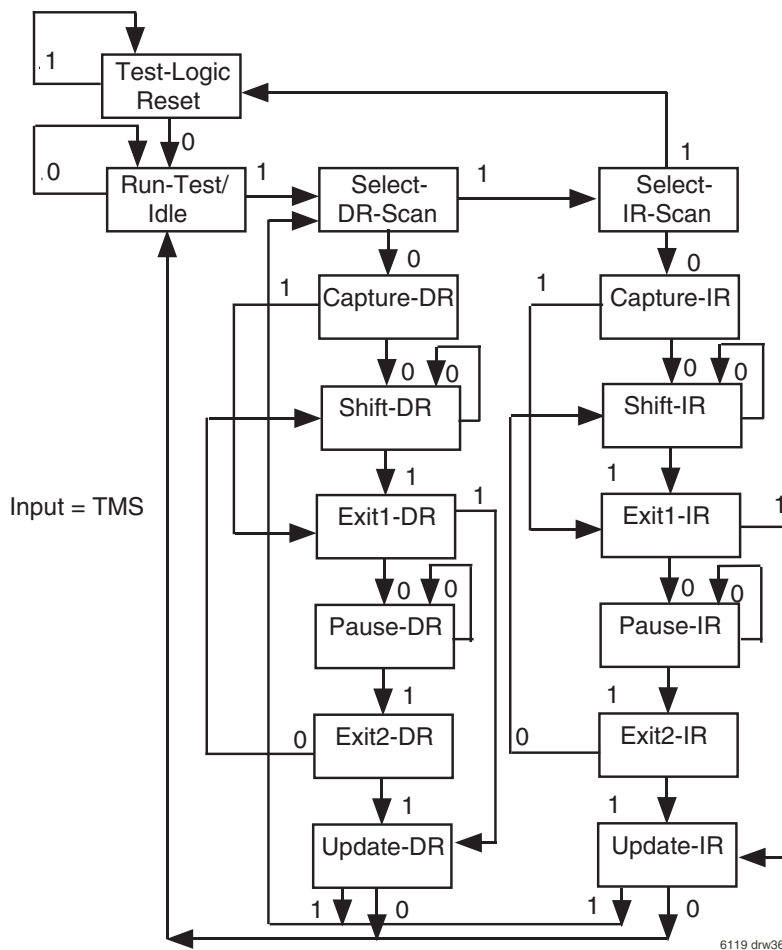 1
Test-Logic
Reset
0
0
Run-Test/
Idle
1
Select-
DR-Scan
1
1
Select-
IR-Scan
0
0
1
Capture-DR
1
Capture-IR
0
0
0
0
Shift-DR
Shift-IR
Input = TMS
1
1
Exit1-DR
1
Exit1-IR
1
0
0
0
0
Pause-DR
Pause-IR
1
1
0
Exit2-DR
0
Exit2-IR
1
1
Update-DR
Update-IR
1
0
1
0
6119 drw36